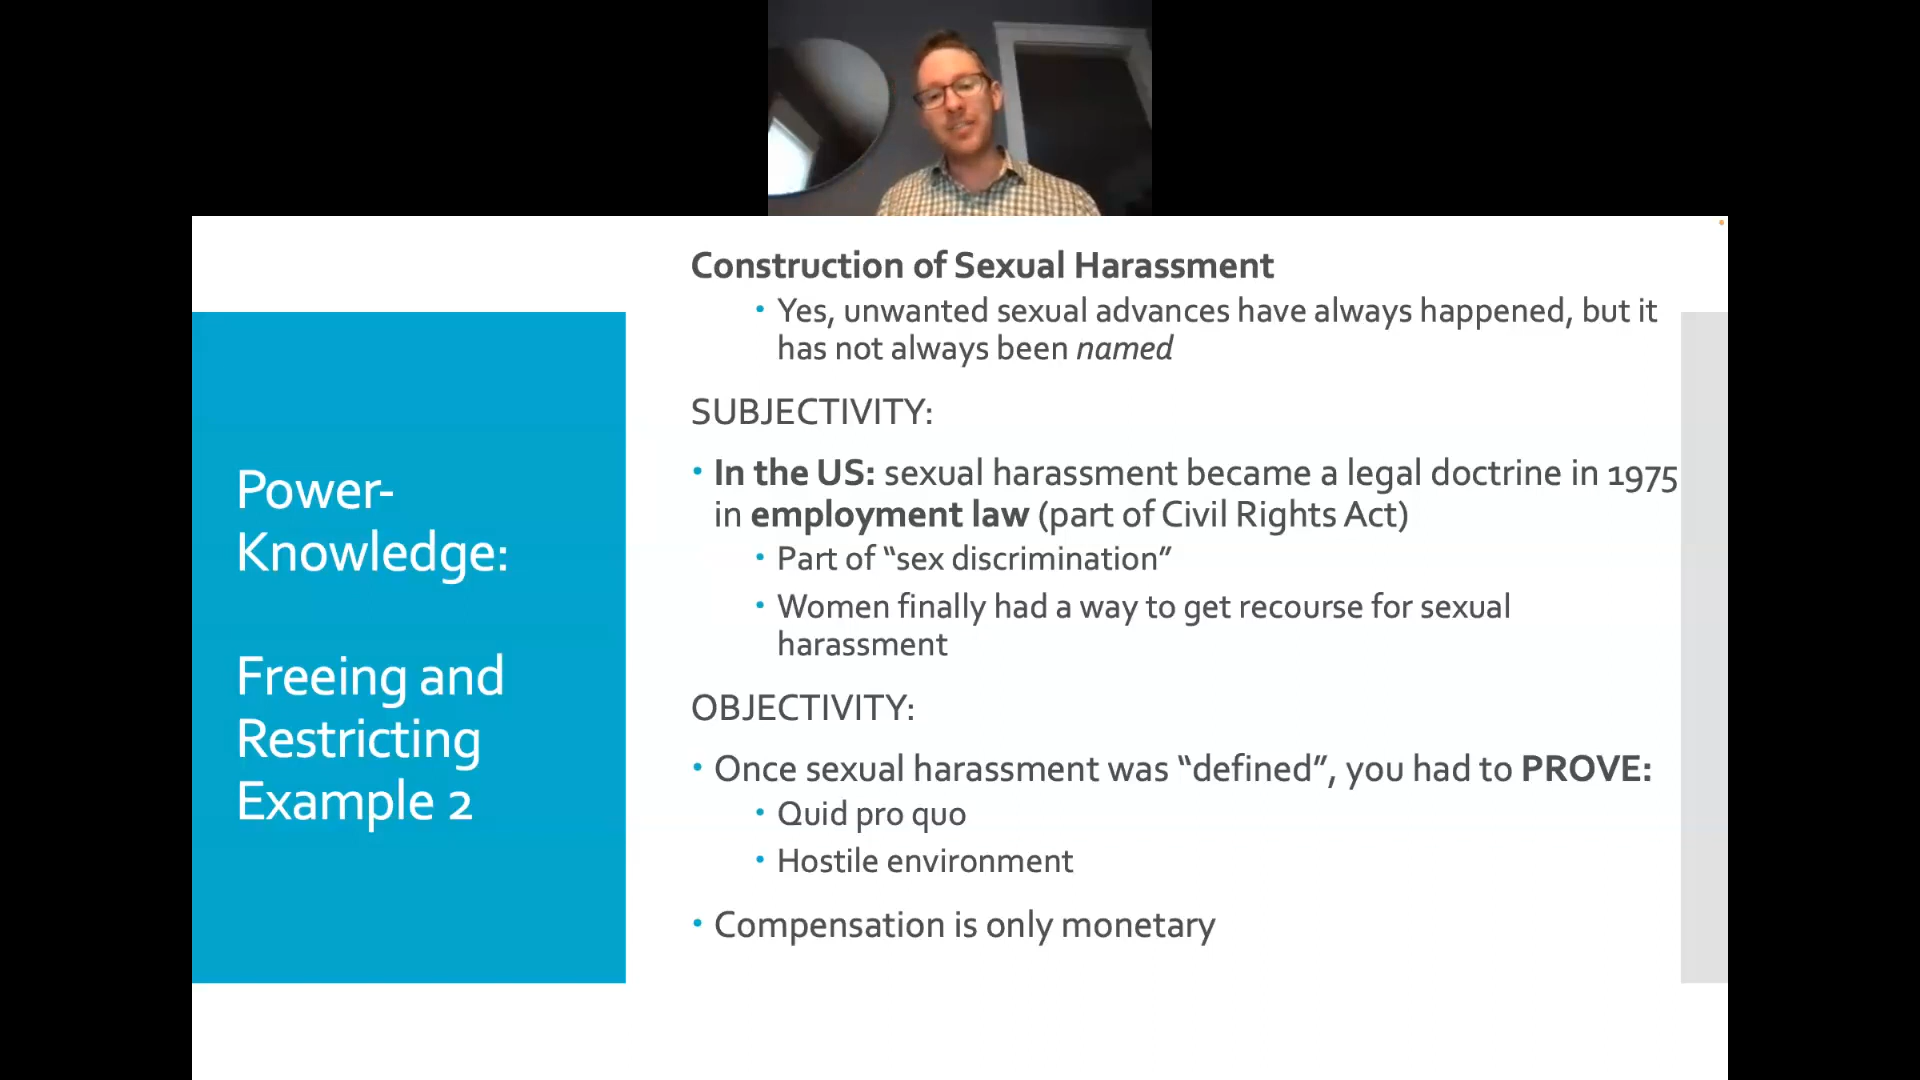 Power-
Knowledge:
Freeing and
Restricting
Example 2
Construction of Sexual Harassment
• Yes, unwanted sexual advances have always happened, but it
has not always been named
SUBJECTIVITY:
• In the US: sexual harassment became a legal doctrine in 1975
in employment law (part of Civil Rights Act)
• Part of “sex discrimination”
• Women finally had a way to get recourse for sexual
harassment
OBJECTIVITY:
• Once sexual harassment was “defined”, you had to PROVE:
• Quid pro quo
• Hostile environment
• Compensation is only monetary